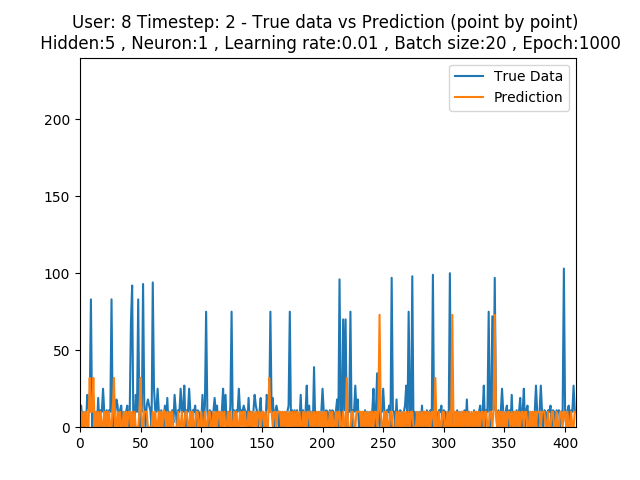 User: 8 Timestep: 2 - True data vs Prediction (point by point)
Hidden:5 , Neuron:1 , Learning rate:0.01 , Batch size:20 , Epoch:1000
True Data
Prediction
200
150
100
50
0
0 50 100 150 200 250 300 350 400